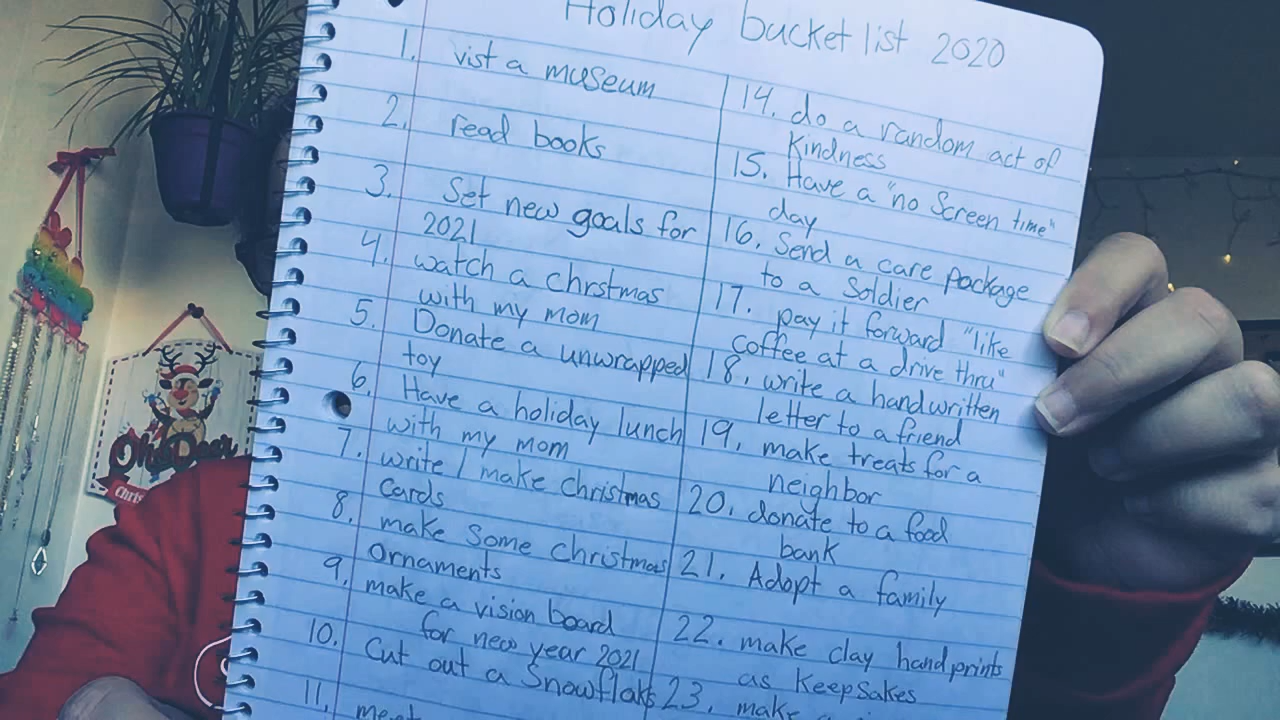 Holiday bucket list 2020
1. vist a museum
2. read books
3. Set new goals for
2021
4. watch a chrstmas
with my mom
5. Donate a unwrapped
toy
6. Have a holiday lunch
with my mom
7. write / make christmas
cards
8. make some christmas
ornaments
9. make a vision board
for new year 2021
10. Cut out a Snowflake
11.
14. do a random act of
kindness
15. Have a "no screen time"
day
16. Send a care package
to a Soldier
17. pay it forward "like
coffee at a drive thru"
18. write a handwritten
letter to a friend
19. make treats for a
neighbor
20. donate to a food
bank
21. Adopt a family
22. make clay handprints
as keepsakes
23. make a
Oh Deer
Chris